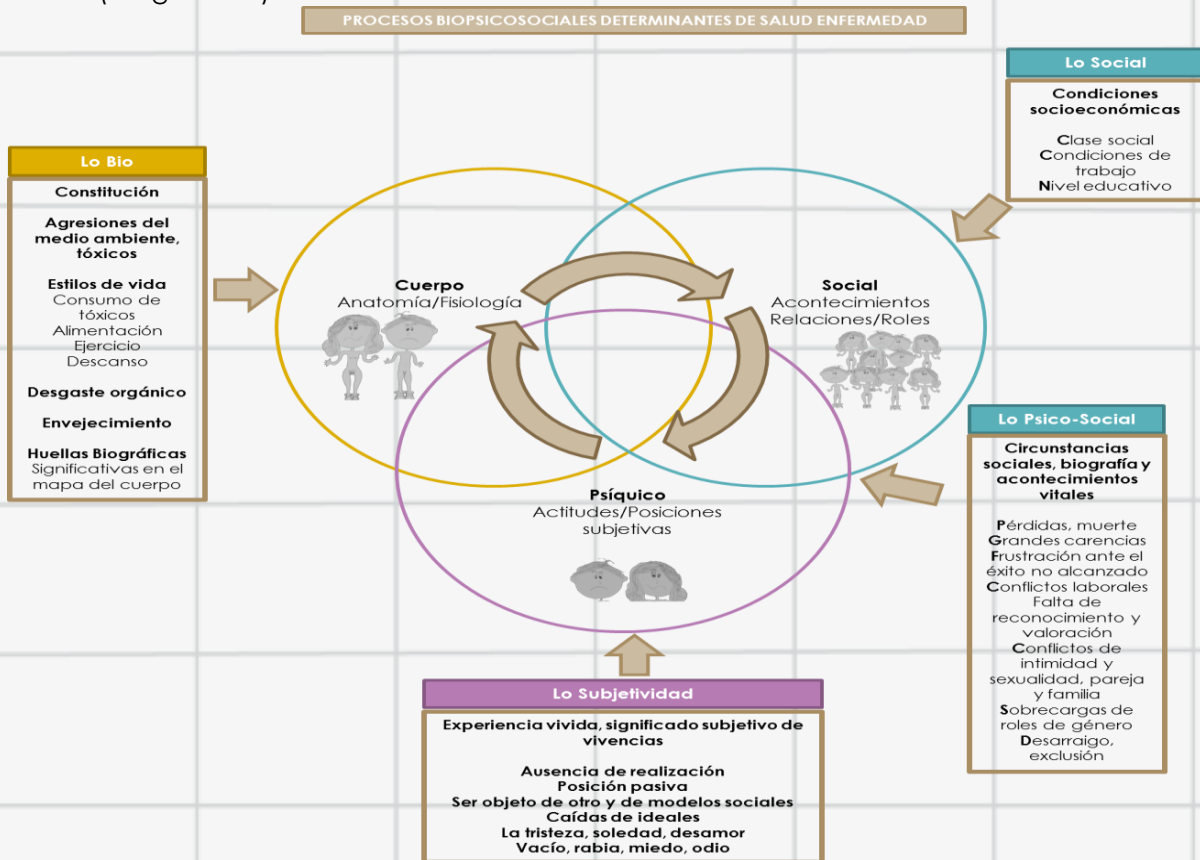 PROCESOS BIOPSICOSOCIALES DETERMINANTES DE SALUD ENFERMEDAD
Lo Social
Condiciones
socioeconómicas
Clase social
Condiciones de
trabajo
Nivel educativo
Lo Bio
Constitución
Agresiones del
medio ambiente,
tóxicos
Estilos de vida
Consumo de
tóxicos
Alimentación
Ejercicio
Descanso
Desgaste orgánico
Envejecimiento
Huellas Biográficas
Significativas en el
mapa del cuerpo
Cuerpo
Anatomía/Fisiología
Social
Acontecimientos
Relaciones/Roles
Psíquico
Actitudes/Posiciones
subjetivas
Lo Psico-Social
Circunstancias
sociales, biografía y
acontecimientos
vitales
Pérdidas, muerte
Grandes carencias
Frustración ante el
éxito no alcanzado
Conflictos laborales
Falta de
reconocimiento y
valoración
Conflictos de
intimidad y
sexualidad, pareja
y familia
Sobrecargas de
roles de género
Desarraigo,
exclusión
Lo Subjetividad
Experiencia vivida, significado subjetivo de
vivencias
Ausencia de realización
Posición pasiva
Ser objeto de otro y de modelos sociales
Caídas de ideales
La tristeza, soledad, desamor
Vacío, rabia, miedo, odio